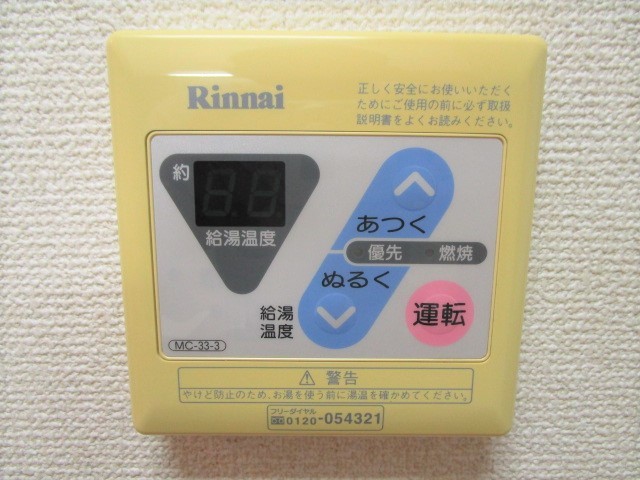 Rinnai
正しく安全にお使いいただく
ためにご使用の前に必ず取扱
説明書をよくお読みください。
約
給湯温度
あつく
優先 燃焼
ぬるく
給湯
温度
運転
MC-33-3
⚠ 警告
やけど防止のため、お湯を使う前に湯温を確かめてください。
フリーダイヤル
0120-054321